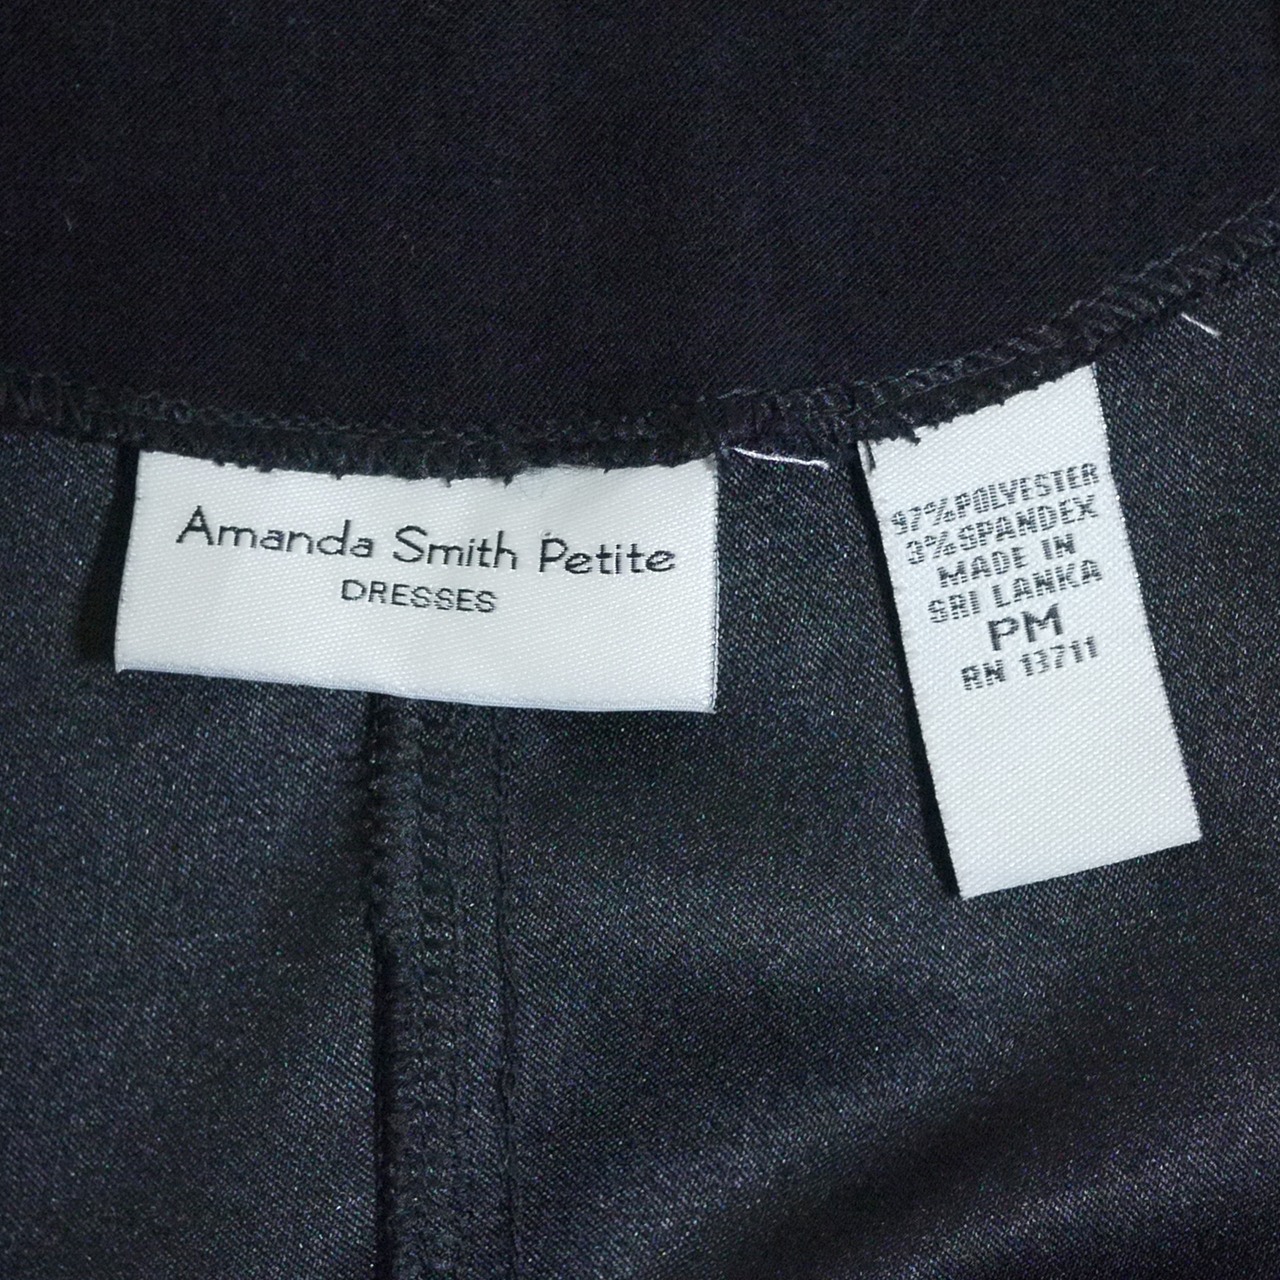 Amanda Smith Petite
DRESSES
97%POLYESTER
3%SPANDEX
MADE IN
SRI LANKA
PM
RN 13711